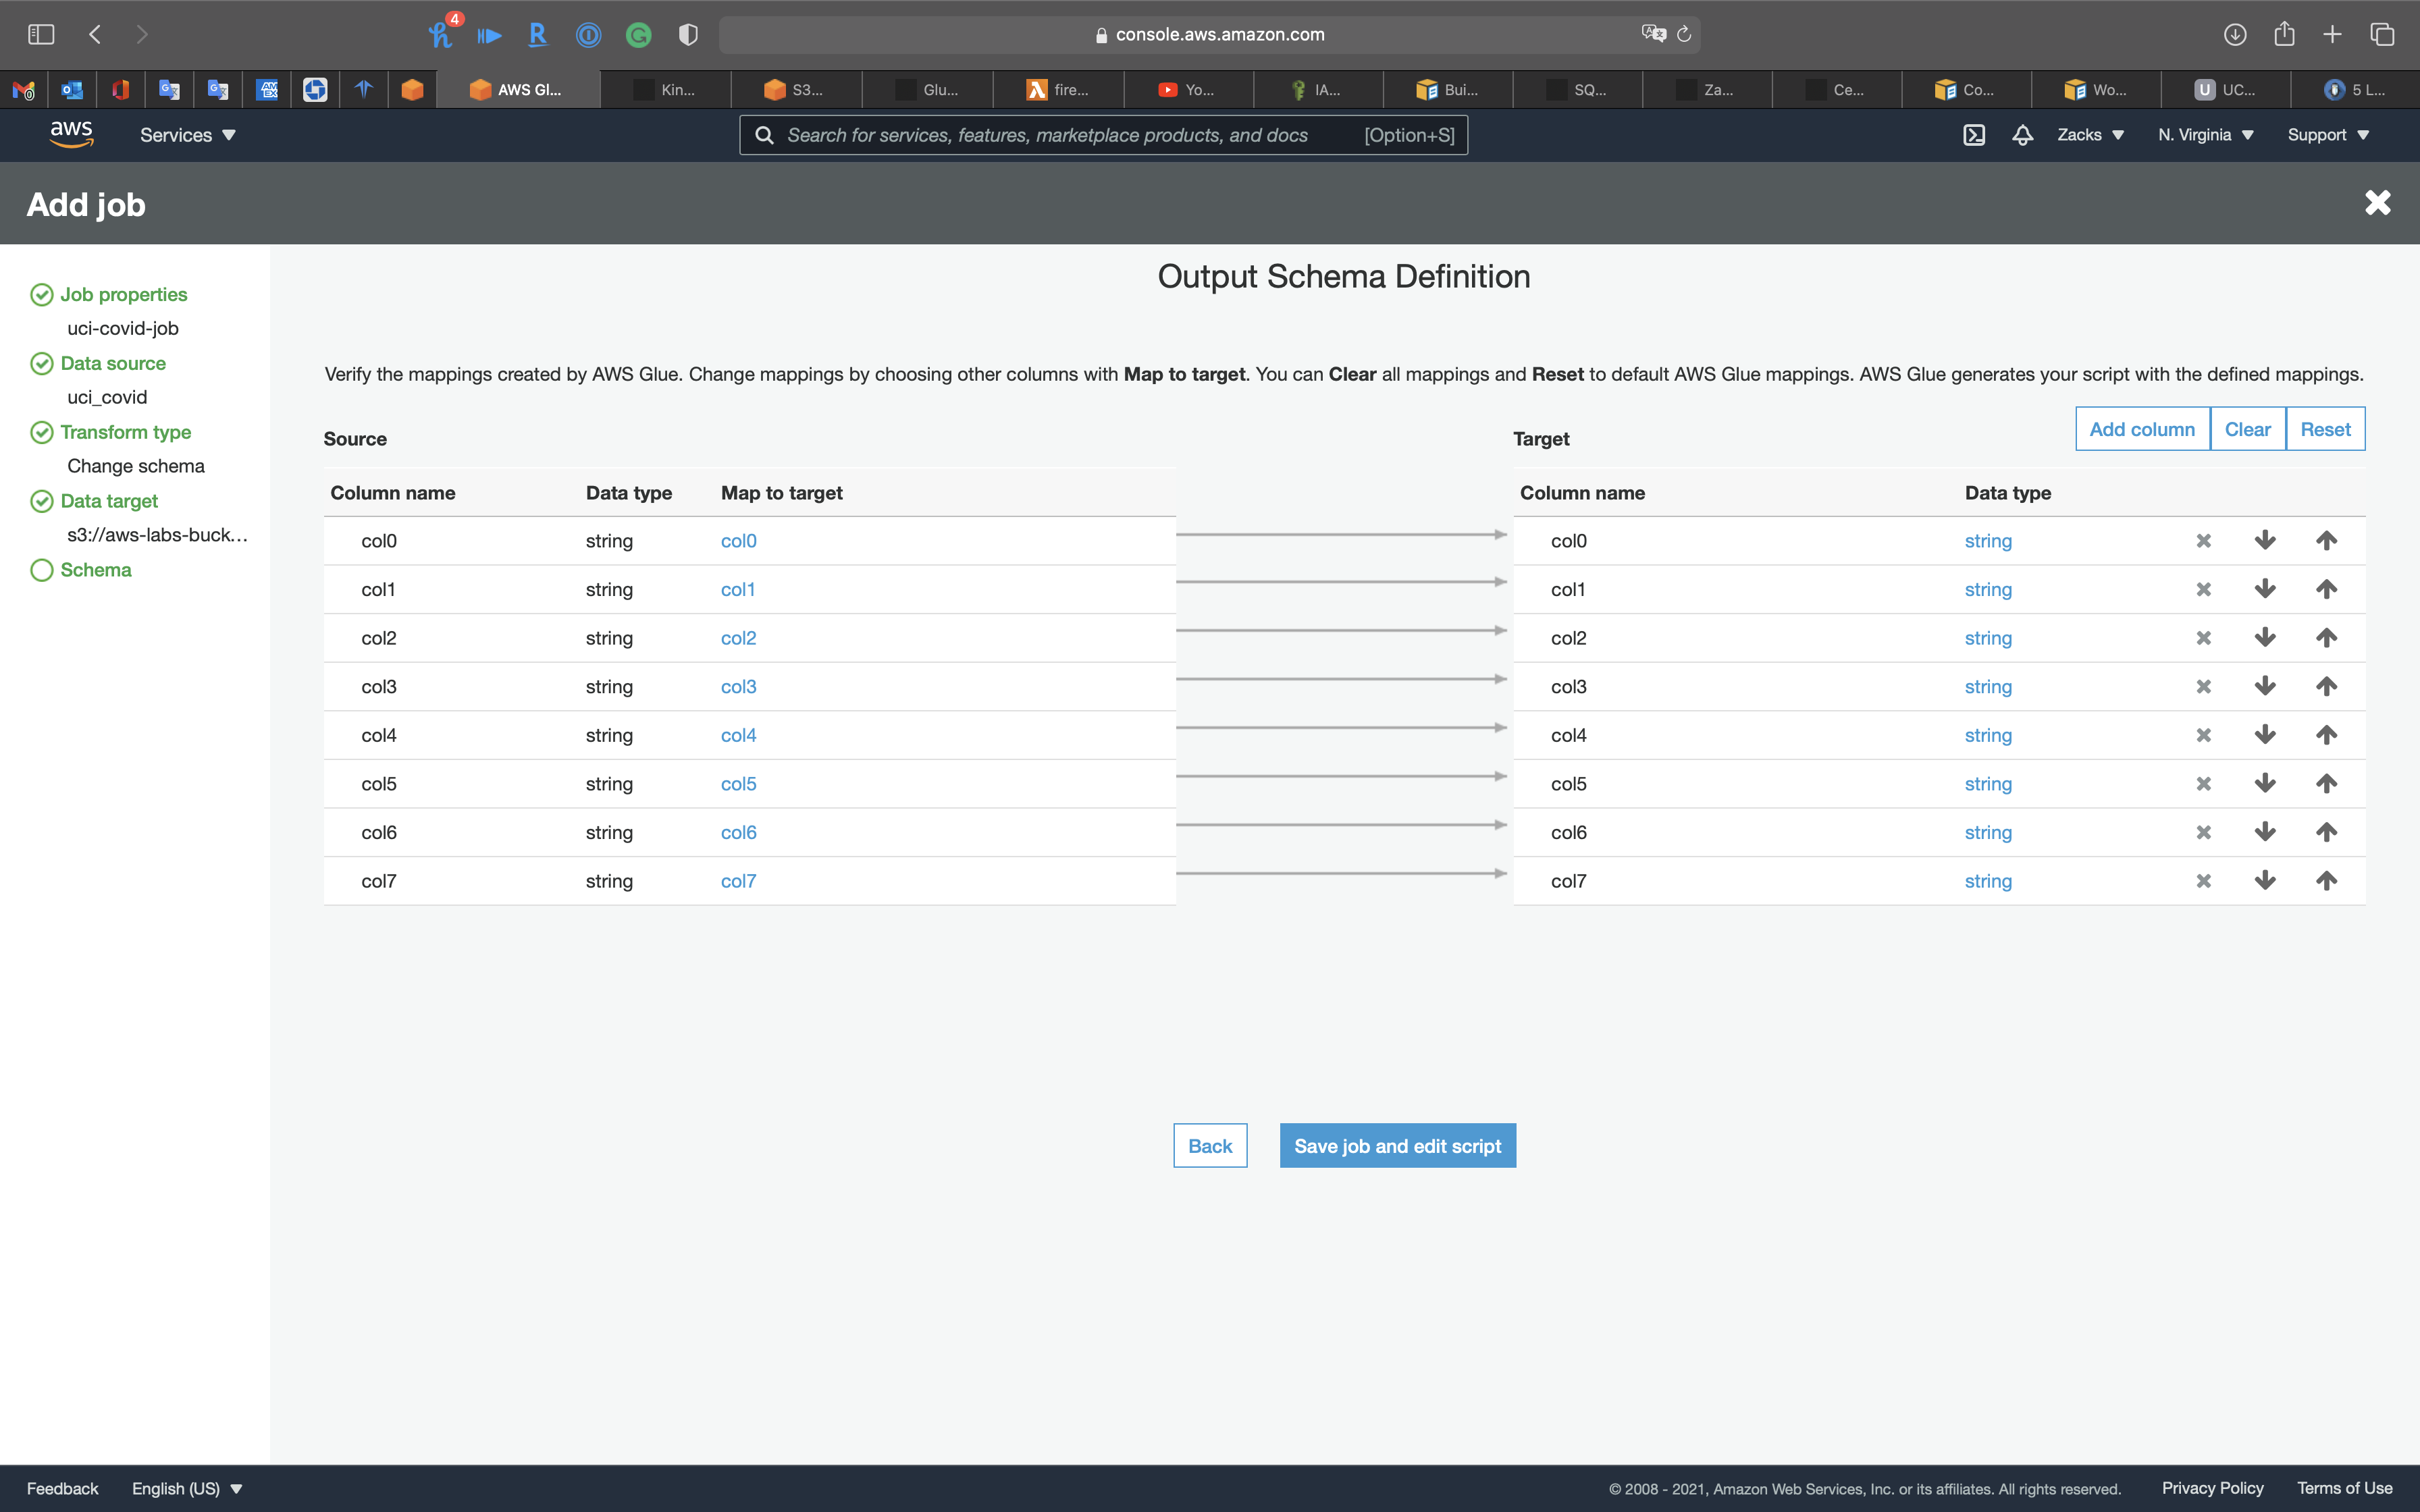 4
console.aws.amazon.com
AWS Gl...
Kin...
S3...
Glu...
fire...
Yo...
IA...
Bui...
SQ...
Za...
Ce...
Co...
Wo...
U UC...
5 L...
aws Services Search for services, features, marketplace products, and docs [Option+S] Zacks N. Virginia Support
Add job
Job properties
uci-covid-job
Data source
uci_covid
Transform type
Change schema
Data target
s3://aws-labs-buck...
Schema
Output Schema Definition
Verify the mappings created by AWS Glue. Change mappings by choosing other columns with Map to target. You can Clear all mappings and Reset to default AWS Glue mappings. AWS Glue generates your script with the defined mappings.
Source Target Add column Clear Reset
Column name Data type Map to target Column name Data type
col0 string col0 col0 string
col1 string col1 col1 string
col2 string col2 col2 string
col3 string col3 col3 string
col4 string col4 col4 string
col5 string col5 col5 string
col6 string col6 col6 string
col7 string col7 col7 string
Back Save job and edit script
Feedback English (US) © 2008 - 2021, Amazon Web Services, Inc. or its affiliates. All rights reserved. Privacy Policy Terms of Use